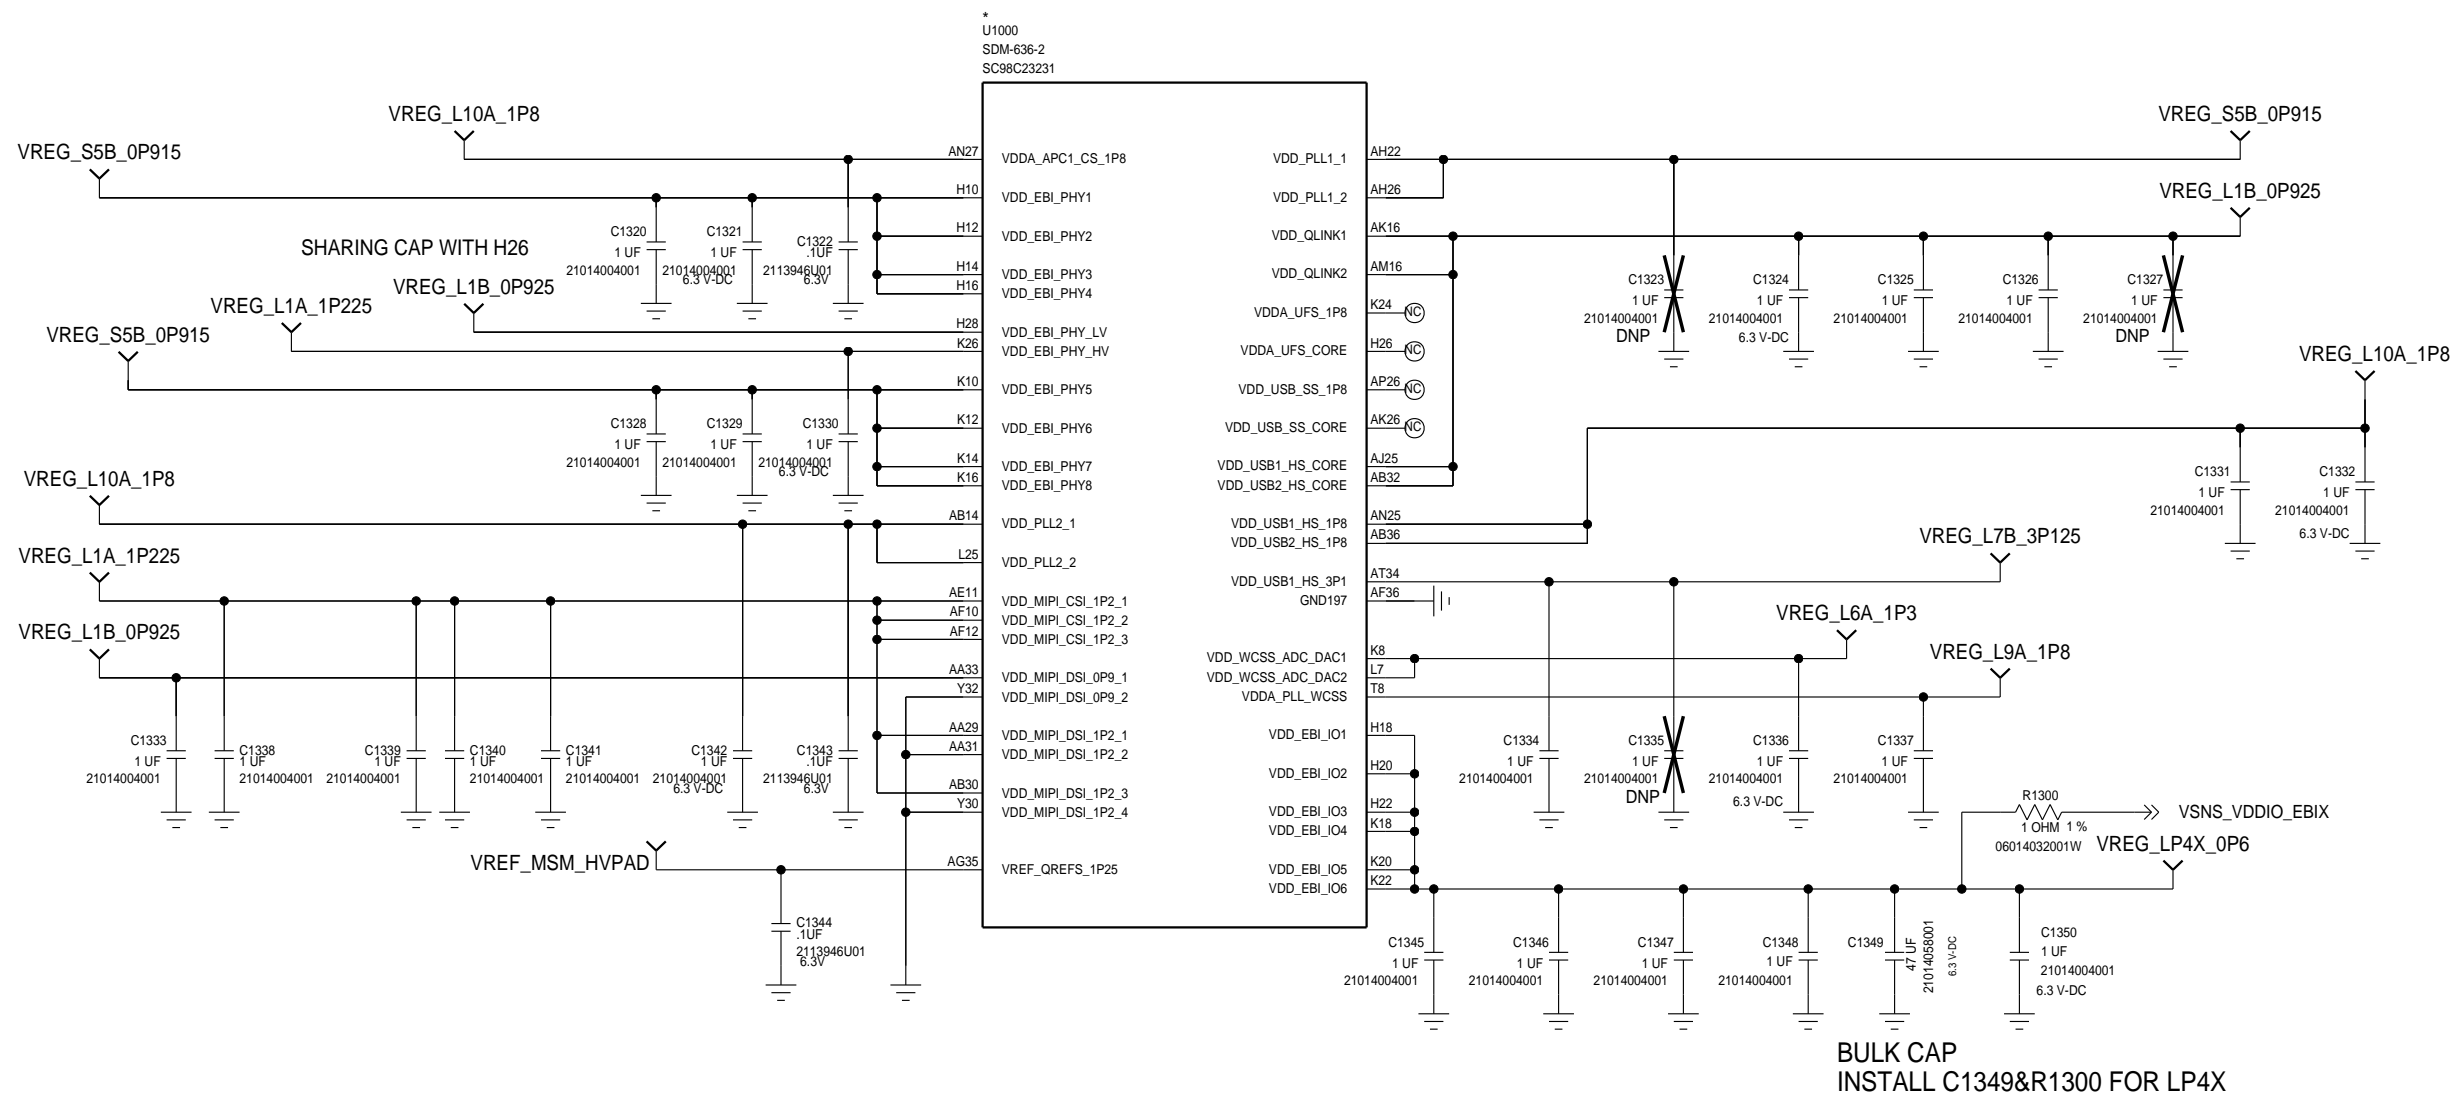 *
U1000
SDM-636-2
SC98C23231
VREG_L10A_1P8
VREG_S5B_0P915
SHARING CAP WITH H26
VREG_L1B_0P925
VREG_L1A_1P225
VREG_S5B_0P915
VREG_L10A_1P8
VREG_L1A_1P225
VREG_L1B_0P925
VREF_MSM_HVPAD
C1320
1 UF
21014004001
C1321
1 UF
21014004001
6.3 V-DC
C1322
.1UF
2113946U01
6.3V
C1328
1 UF
21014004001
C1329
1 UF
21014004001
C1330
1 UF
21014004001
6.3 V-DC
C1333
1 UF
21014004001
C1338
1 UF
21014004001
C1339
1 UF
21014004001
C1340
1 UF
21014004001
C1341
1 UF
21014004001
C1342
1 UF
21014004001
6.3 V-DC
C1343
.1UF
2113946U01
6.3V
C1344
.1UF
2113946U01
6.3V
AN27 VDDA_APC1_CS_1P8
H10 VDD_EBI_PHY1
H12 VDD_EBI_PHY2
H14 VDD_EBI_PHY3
H16 VDD_EBI_PHY4
H28 VDD_EBI_PHY_LV
K26 VDD_EBI_PHY_HV
K10 VDD_EBI_PHY5
K12 VDD_EBI_PHY6
K14 VDD_EBI_PHY7
K16 VDD_EBI_PHY8
AB14 VDD_PLL2_1
L25 VDD_PLL2_2
AE11 VDD_MIPI_CSI_1P2_1
AF10 VDD_MIPI_CSI_1P2_2
AF12 VDD_MIPI_CSI_1P2_3
AA33 VDD_MIPI_DSI_0P9_1
Y32 VDD_MIPI_DSI_0P9_2
AA29 VDD_MIPI_DSI_1P2_1
AA31 VDD_MIPI_DSI_1P2_2
AB30 VDD_MIPI_DSI_1P2_3
Y30 VDD_MIPI_DSI_1P2_4
AG35 VREF_QREFS_1P25
VDD_PLL1_1 AH22
VDD_PLL1_2 AH26
VDD_QLINK1 AK16
VDD_QLINK2 AM16
VDDA_UFS_1P8 K24 NC
VDDA_UFS_CORE H26 NC
VDD_USB_SS_1P8 AP26 NC
VDD_USB_SS_CORE AK26 NC
VDD_USB1_HS_CORE AJ25
VDD_USB2_HS_CORE AB32
VDD_USB1_HS_1P8 AN25
VDD_USB2_HS_1P8 AB36
VDD_USB1_HS_3P1 AT34
GND197 AF36
VDD_WCSS_ADC_DAC1 K8
VDD_WCSS_ADC_DAC2 L7
VDDA_PLL_WCSS T8
VDD_EBI_IO1 H18
VDD_EBI_IO2 H20
VDD_EBI_IO3 H22
VDD_EBI_IO4 K18
VDD_EBI_IO5 K20
VDD_EBI_IO6 K22
VREG_S5B_0P915
VREG_L1B_0P925
C1323
1 UF
21014004001
DNP
C1324
1 UF
21014004001
6.3 V-DC
C1325
1 UF
21014004001
C1326
1 UF
21014004001
C1327
1 UF
21014004001
DNP
VREG_L10A_1P8
C1331
1 UF
21014004001
C1332
1 UF
21014004001
6.3 V-DC
VREG_L7B_3P125
VREG_L6A_1P3
VREG_L9A_1P8
C1334
1 UF
21014004001
C1335
1 UF
21014004001
DNP
C1336
1 UF
21014004001
6.3 V-DC
C1337
1 UF
21014004001
R1300
1 OHM 1 %
06014032001W
VSNS_VDDIO_EBIX
VREG_LP4X_0P6
C1345
1 UF
21014004001
C1346
1 UF
21014004001
C1347
1 UF
21014004001
C1348
1 UF
21014004001
C1349
47 UF
21014058001
6.3 V-DC
C1350
1 UF
21014004001
6.3 V-DC
BULK CAP
INSTALL C1349&R1300 FOR LP4X